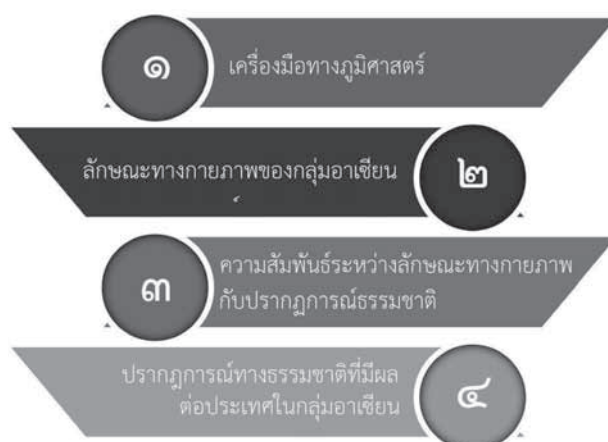 ๑
เครื่องมือทางภูมิศาสตร์
ลักษณะทางกายภาพของกลุ่มอาเซียน
๒
๓
ความสัมพันธ์ระหว่างลักษณะทางกายภาพ
กับปรากฏการณ์ธรรมชาติ
ปรากฎการณ์ทางธรรมชาติที่มีผล
ต่อประเทศในกลุ่มอาเซียน
๔